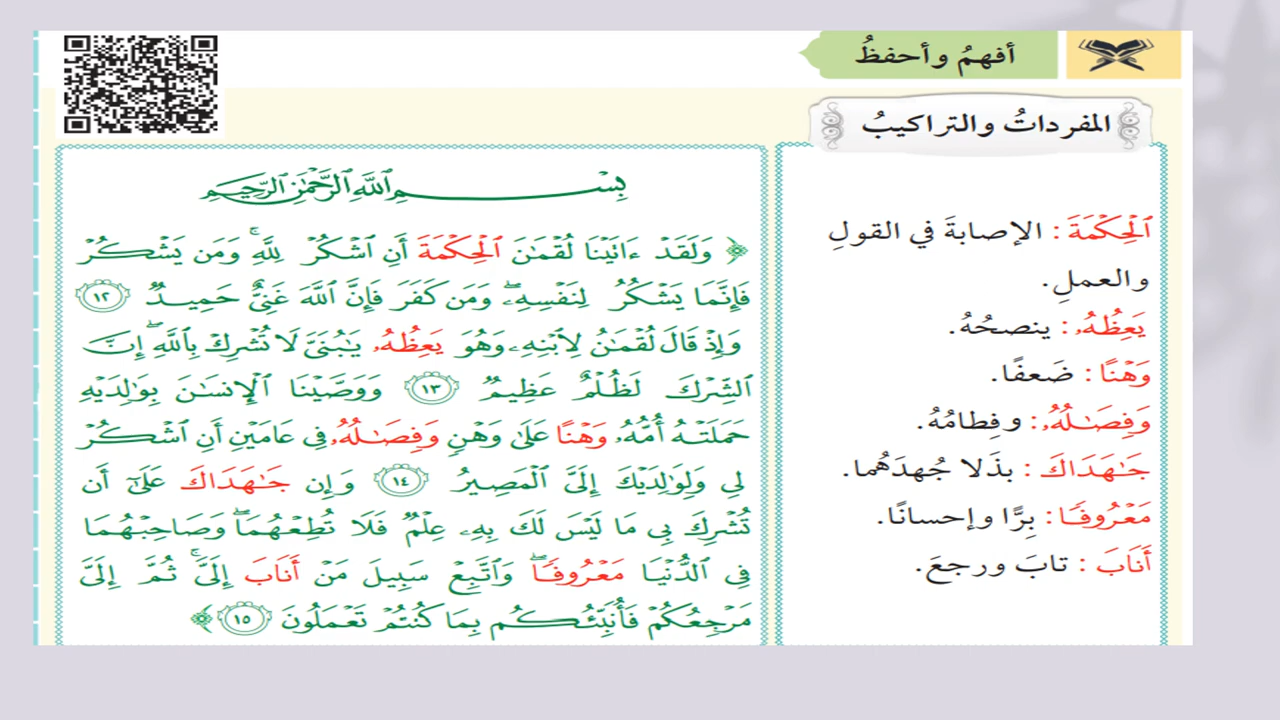 أفهمُ وأحفظُ
المفرداتُ والتراكيبُ
ٱلْحِكْمَةَ : الإصابةَ في القولِ
والعملِ.
يَعِظُهُۥ : ينصحُهُ.
وَهْنًا : ضَعفًا.
وَفِصَٰلُهُۥ : وفِطامُهُ.
جَٰهَدَاكَ : بذَلا جُهدَهُما.
مَعْرُوفًا : بِرًّا وإحسانًا.
أَنَابَ : تابَ ورجعَ.
بِسْمِ ٱللَّهِ ٱلرَّحْمَٰنِ ٱلرَّحِيمِ
﴿ وَلَقَدْ ءَاتَيْنَا لُقْمَٰنَ ٱلْحِكْمَةَ أَنِ ٱشْكُرْ لِلَّهِ ۚ وَمَن يَشْكُرْ
فَإِنَّمَا يَشْكُرُ لِنَفْسِهِۦ ۖ وَمَن كَفَرَ فَإِنَّ ٱللَّهَ غَنِىٌّ حَمِيدٌ ١٢
وَإِذْ قَالَ لُقْمَٰنُ لِٱبْنِهِۦ وَهُوَ يَعِظُهُۥ يَٰبُنَىَّ لَا تُشْرِكْ بِٱللَّهِ ۖ إِنَّ
ٱلشِّرْكَ لَظُلْمٌ عَظِيمٌ ١٣ وَوَصَّيْنَا ٱلْإِنسَٰنَ بِوَٰلِدَيْهِ
حَمَلَتْهُ أُمُّهُۥ وَهْنًا عَلَىٰ وَهْنٍ وَفِصَٰلُهُۥ فِى عَامَيْنِ أَنِ ٱشْكُرْ
لِى وَلِوَٰلِدَيْكَ إِلَىَّ ٱلْمَصِيرُ ١٤ وَإِن جَٰهَدَاكَ عَلَىٰٓ أَن
تُشْرِكَ بِى مَا لَيْسَ لَكَ بِهِۦ عِلْمٌ فَلَا تُطِعْهُمَا ۖ وَصَاحِبْهُمَا
فِى ٱلدُّنْيَا مَعْرُوفًا ۖ وَٱتَّبِعْ سَبِيلَ مَنْ أَنَابَ إِلَىَّ ۚ ثُمَّ إِلَىَّ
مَرْجِعُكُمْ فَأُنَبِّئُكُم بِمَا كُنتُمْ تَعْمَلُونَ ١٥ ﴾